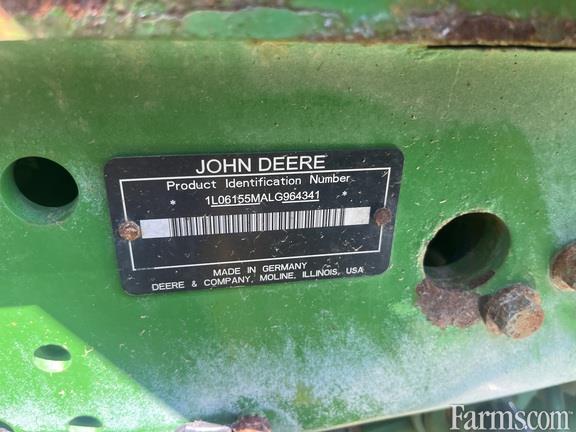 JOHN DEERE
Product Identification Number
* 1L06155MALG964341 *
MADE IN GERMANY
DEERE & COMPANY, MOLINE, ILLINOIS, USA
Farms.com